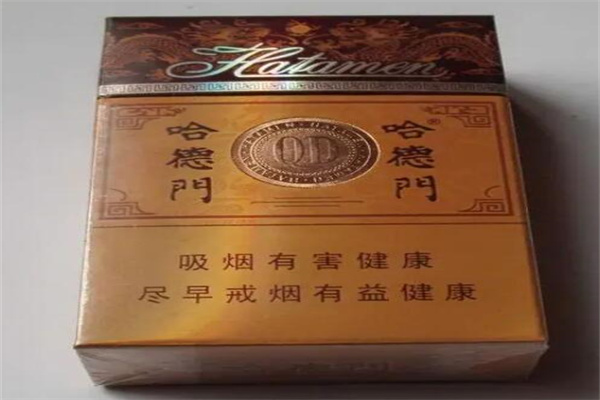 Hatamen
哈德門
QD
哈德門®
吸烟有害健康
尽早戒烟有益健康